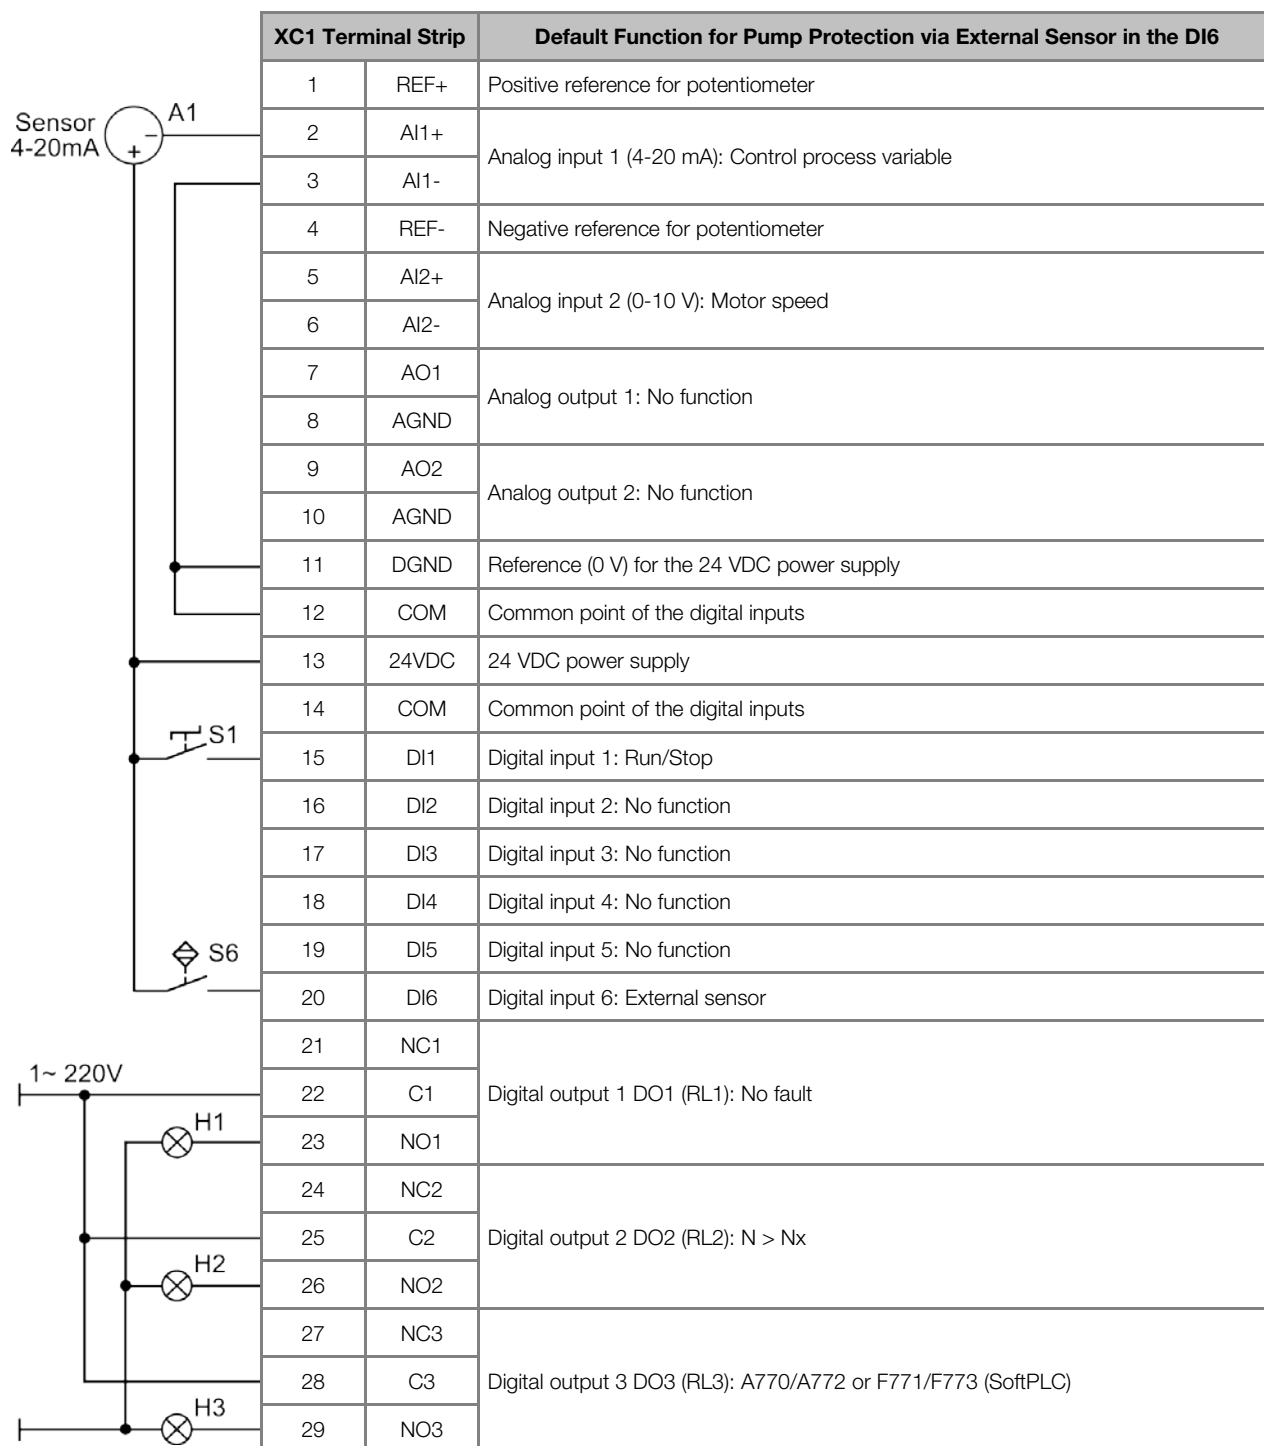 XC1 Terminal Strip Default Function for Pump Protection via External Sensor in the DI6
1 REF+ Positive reference for potentiometer
Sensor
4-20mA
A1
+
−
2 AI1+
Analog input 1 (4-20 mA): Control process variable
3 AI1-
4 REF- Negative reference for potentiometer
5 AI2+
Analog input 2 (0-10 V): Motor speed
6 AI2-
7 AO1
Analog output 1: No function
8 AGND
9 AO2
Analog output 2: No function
10 AGND
11 DGND Reference (0 V) for the 24 VDC power supply
12 COM Common point of the digital inputs
13 24VDC 24 VDC power supply
14 COM Common point of the digital inputs
S1
15 DI1 Digital input 1: Run/Stop
16 DI2 Digital input 2: No function
17 DI3 Digital input 3: No function
18 DI4 Digital input 4: No function
S6
19 DI5 Digital input 5: No function
20 DI6 Digital input 6: External sensor
21 NC1
1~ 220V
22 C1 Digital output 1 DO1 (RL1): No fault
H1
23 NO1
24 NC2
25 C2 Digital output 2 DO2 (RL2): N > Nx
H2
26 NO2
27 NC3
28 C3 Digital output 3 DO3 (RL3): A770/A772 or F771/F773 (SoftPLC)
H3
29 NO3